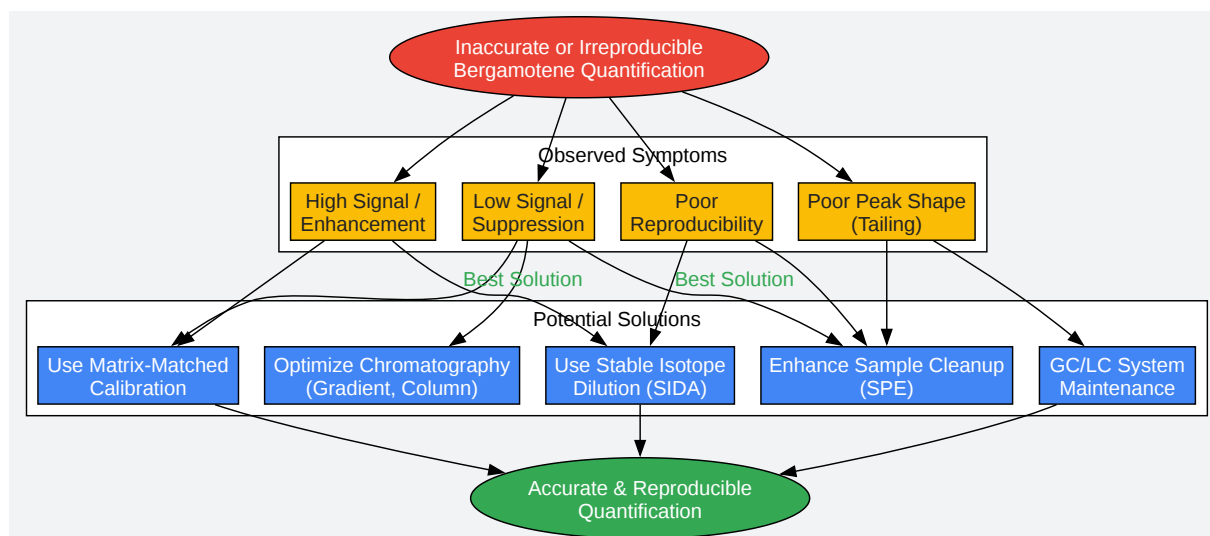 Inaccurate or Irreproducible
Bergamotene Quantification
Observed Symptoms
High Signal /
Enhancement
Low Signal /
Suppression
Poor
Reproducibility
Poor Peak Shape
(Tailing)
Best Solution
Best Solution
Potential Solutions
Use Matrix-Matched
Calibration
Optimize Chromatography
(Gradient, Column)
Use Stable Isotope
Dilution (SIDA)
Enhance Sample Cleanup
(SPE)
GC/LC System
Maintenance
Accurate & Reproducible
Quantification